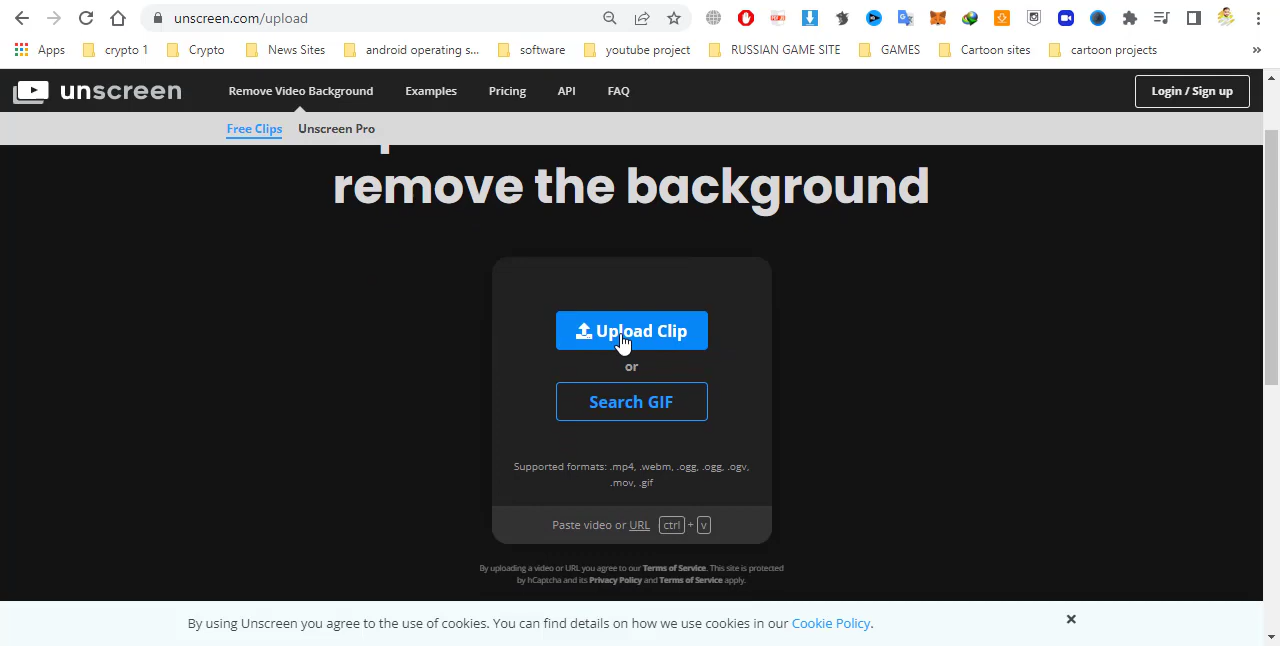 unscreen.com/upload
Apps crypto 1 Crypto News Sites android operating s... software youtube project RUSSIAN GAME SITE GAMES Cartoon sites cartoon projects »
unscreen Remove Video Background Examples Pricing API FAQ Login / Sign up
Free Clips Unscreen Pro
remove the background
Upload Clip
or
Search GIF
Supported formats: .mp4, .webm, .ogg, .ogg, .ogv,
.mov, .gif
Paste video or URL ctrl + v
By uploading a video or URL you agree to our Terms of Service. This site is protected
by hCaptcha and its Privacy Policy and Terms of Service apply.
By using Unscreen you agree to the use of cookies. You can find details on how we use cookies in our Cookie Policy.